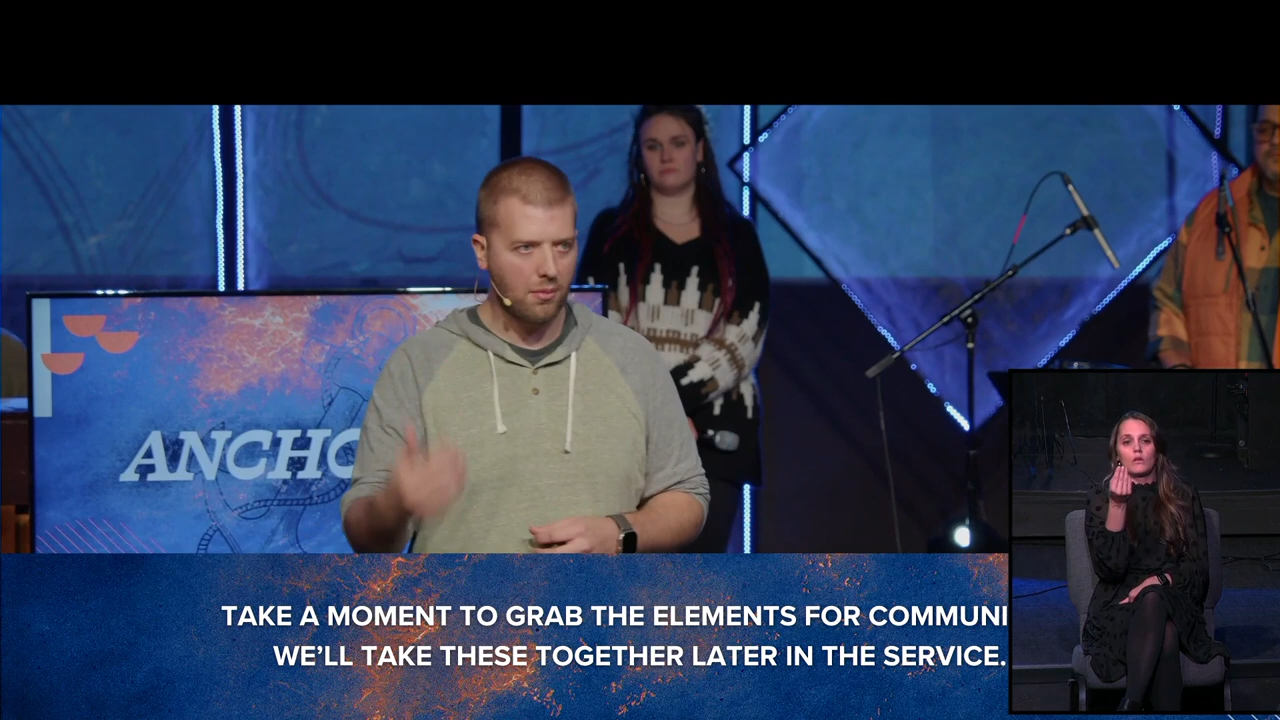 ANCHO
TAKE A MOMENT TO GRAB THE ELEMENTS FOR COMMUNI
WE’LL TAKE THESE TOGETHER LATER IN THE SERVICE.